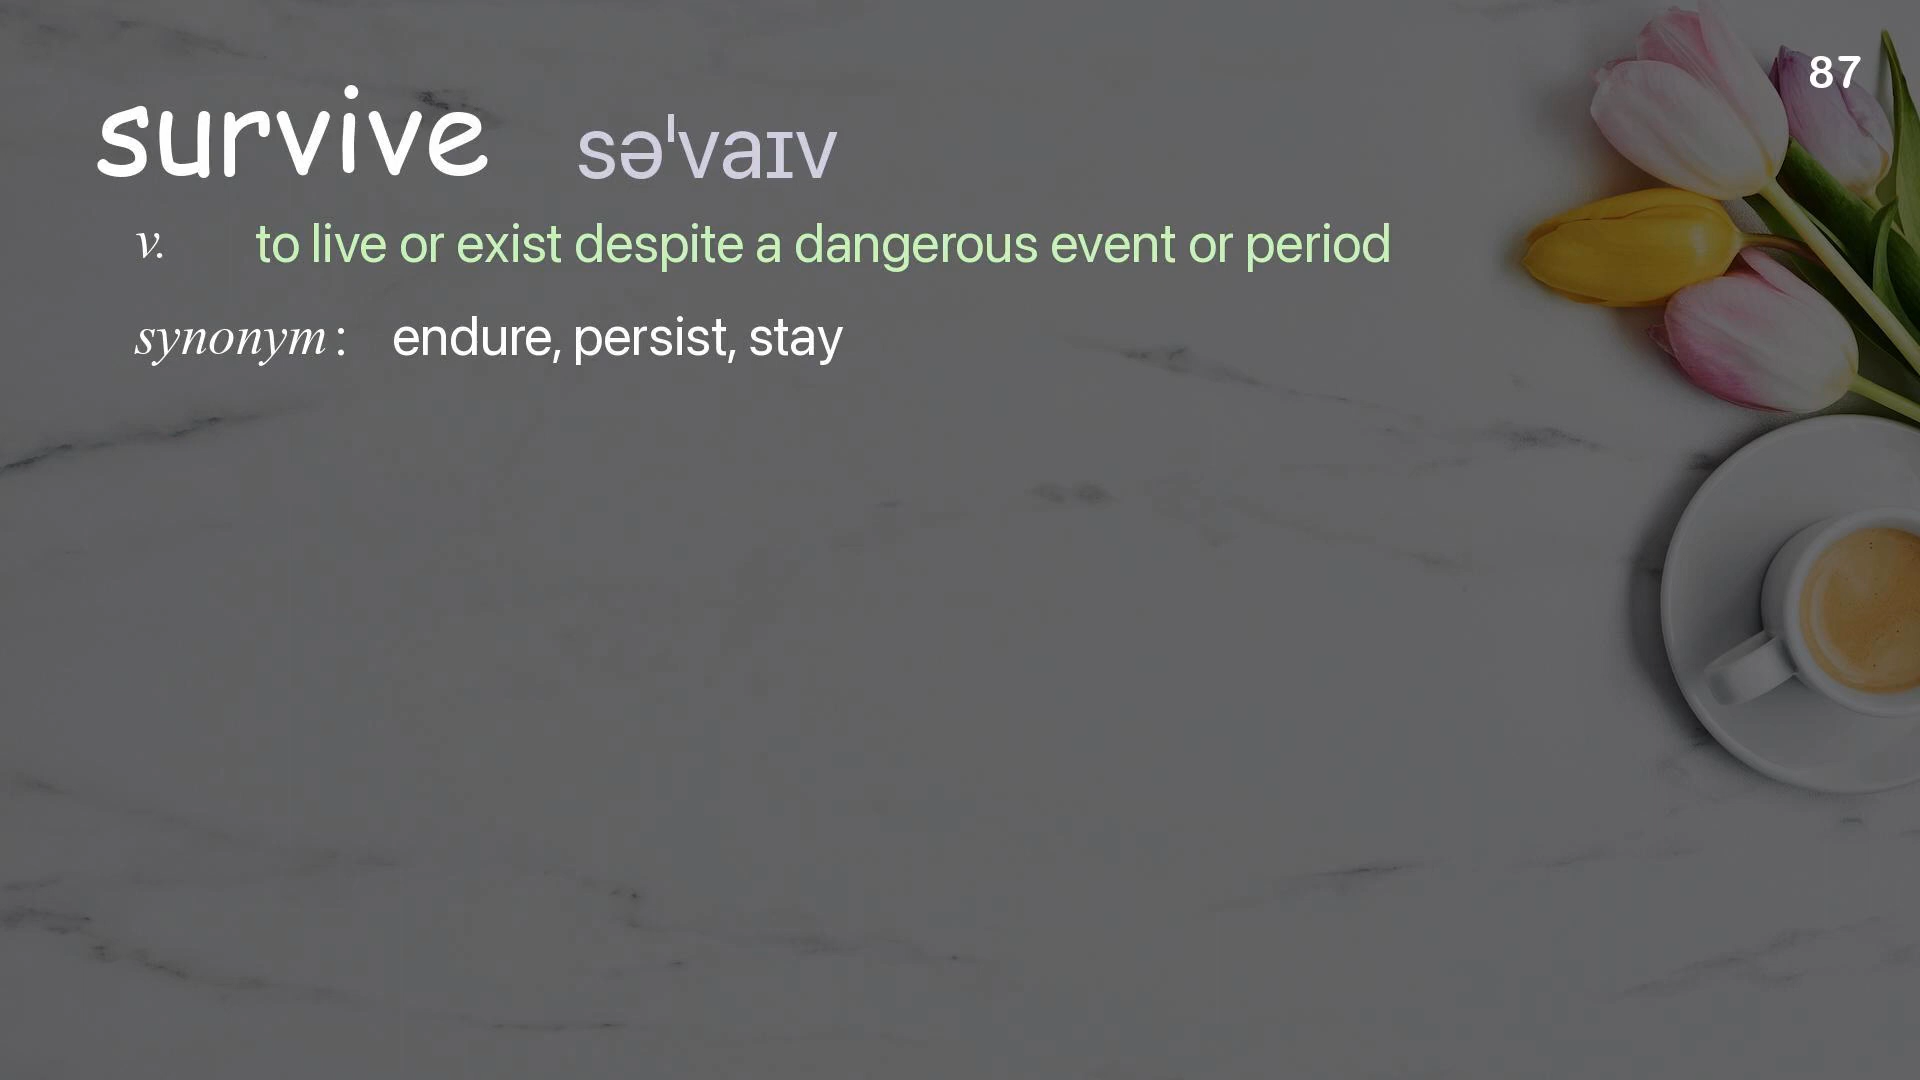 87
survive səˈvaɪv
v. to live or exist despite a dangerous event or period
synonym : endure, persist, stay